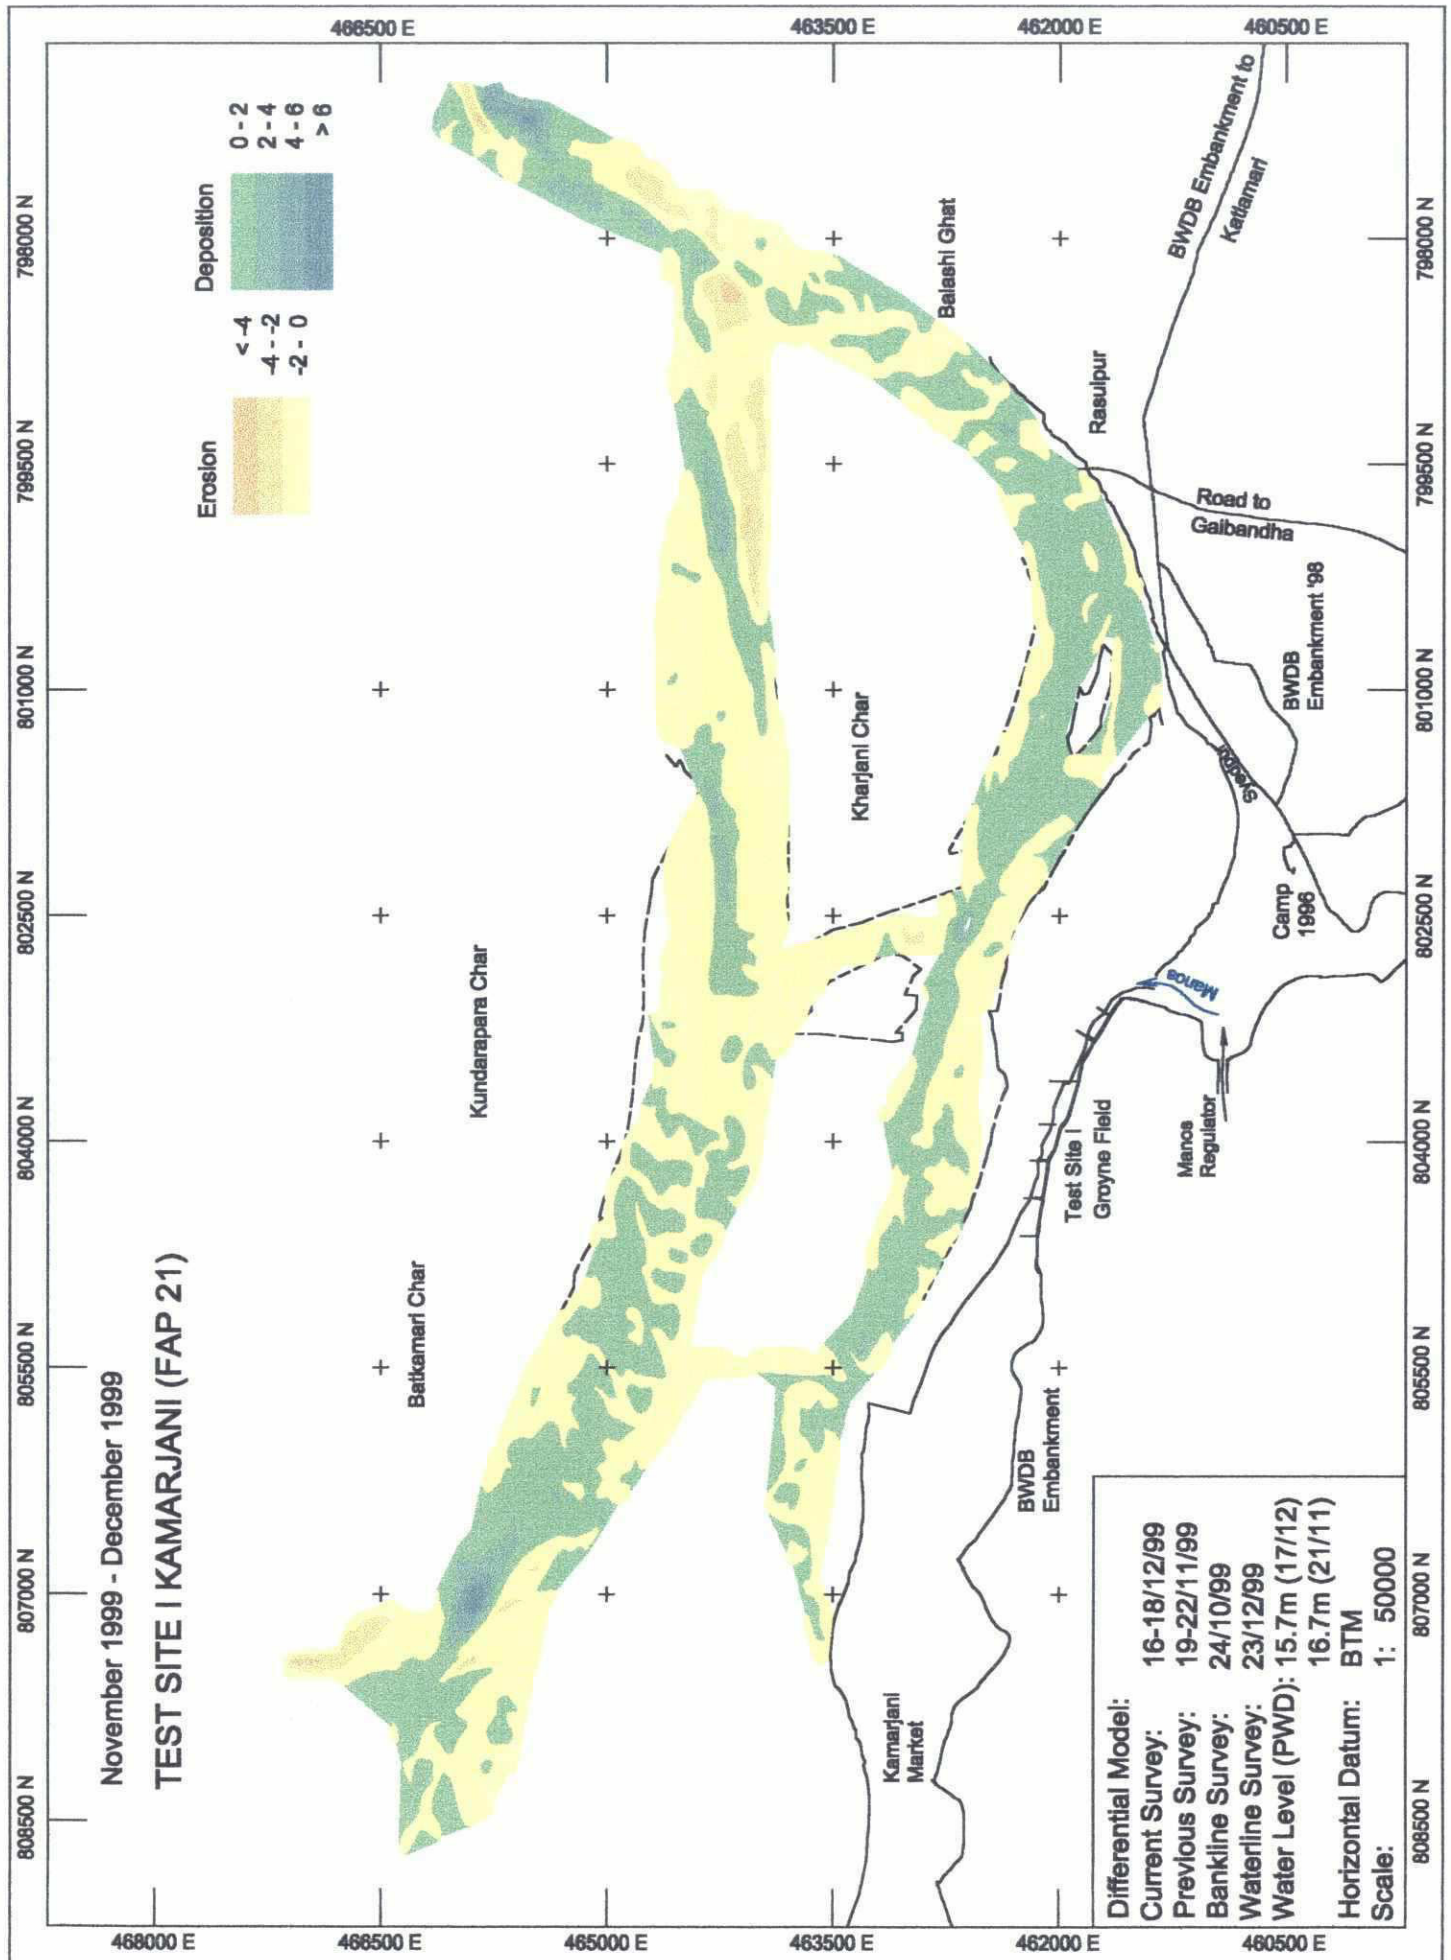 November 1999 - December 1999
TEST SITE I KAMARJANI (FAP 21)
Erosion
< -4
-4 - -2
-2 - 0
Deposition
0 - 2
2 - 4
4 - 6
> 6
808500 N
807000 N
805500 N
804000 N
802500 N
801000 N
799500 N
798000 N
466500 E
463500 E
462000 E
460500 E
Batkamari Char
Kundarapara Char
Kharjani Char
Balashi Ghat
Rasulpur
BWDB Embankment to
Katlamari
Road to
Gaibandha
BWDB
Embankment '98
Syedpur
Camp
1996
Manos
Manos
Regulator
Test Site I
Groyne Field
BWDB
Embankment
Kamarjani
Market
Differential Model:
Current Survey: 16-18/12/99
Previous Survey: 19-22/11/99
Bankline Survey: 24/10/99
Waterline Survey: 23/12/99
Water Level (PWD): 15.7m (17/12)
16.7m (21/11)
Horizontal Datum: BTM
Scale: 1: 50000
468000 E
466500 E
465000 E
463500 E
462000 E
460500 E
808500 N
807000 N
805500 N
804000 N
802500 N
801000 N
799500 N
798000 N